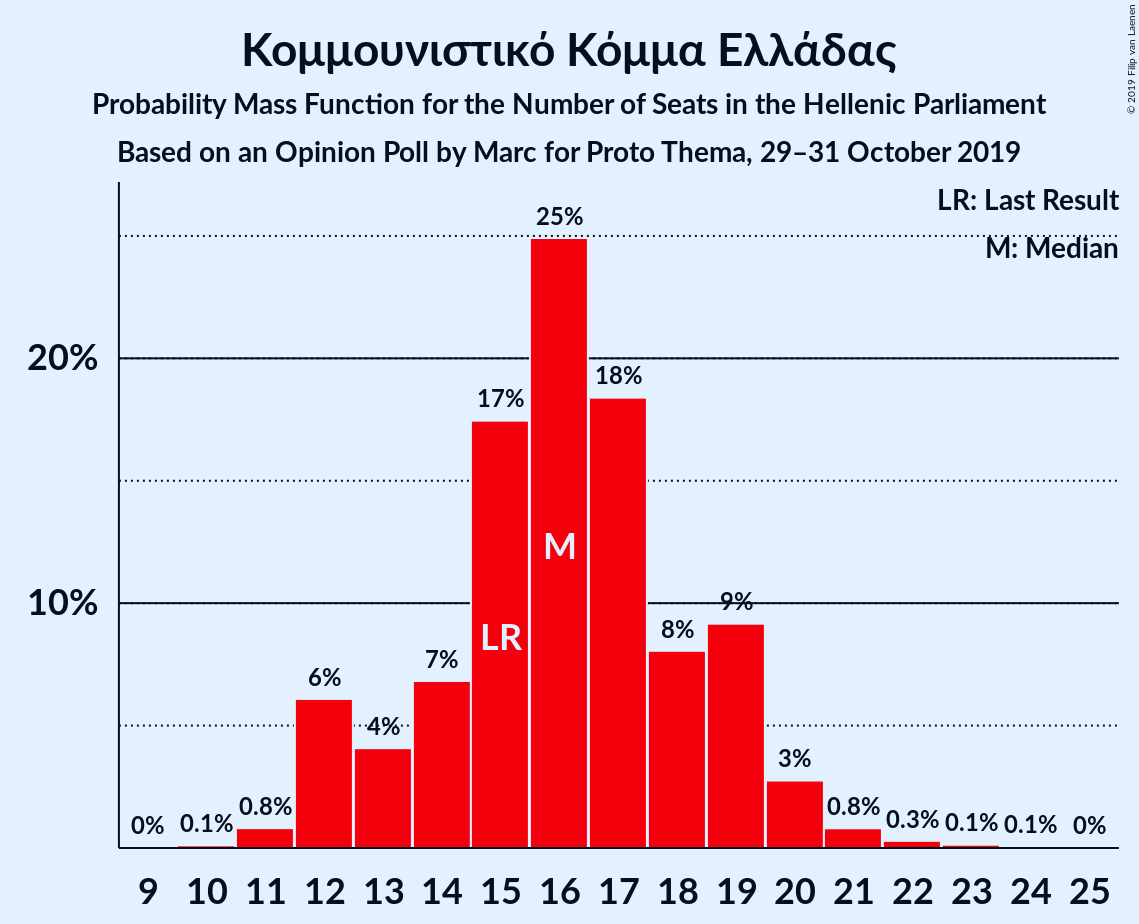 Κομμουνιστικό Κόμμα Ελλάδας
Probability Mass Function for the Number of Seats in the Hellenic Parliament
Based on an Opinion Poll by Marc for Proto Thema, 29–31 October 2019
© 2019 Filip van Laenen
LR: Last Result
M: Median
20%
10%
0% 0.1% 0.8% 6% 4% 7% 17% 25% 18% 8% 9% 3% 0.8% 0.3% 0.1% 0.1% 0%
LR
M
9 10 11 12 13 14 15 16 17 18 19 20 21 22 23 24 25